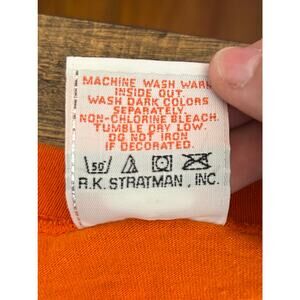 MACHINE WASH WARM
INSIDE OUT.
WASH DARK COLORS
SEPARATELY.
NON-CHLORINE BLEACH.
TUMBLE DRY LOW.
DO NOT IRON
IF DECORATED.
50°
R.K. STRATMAN , INC.